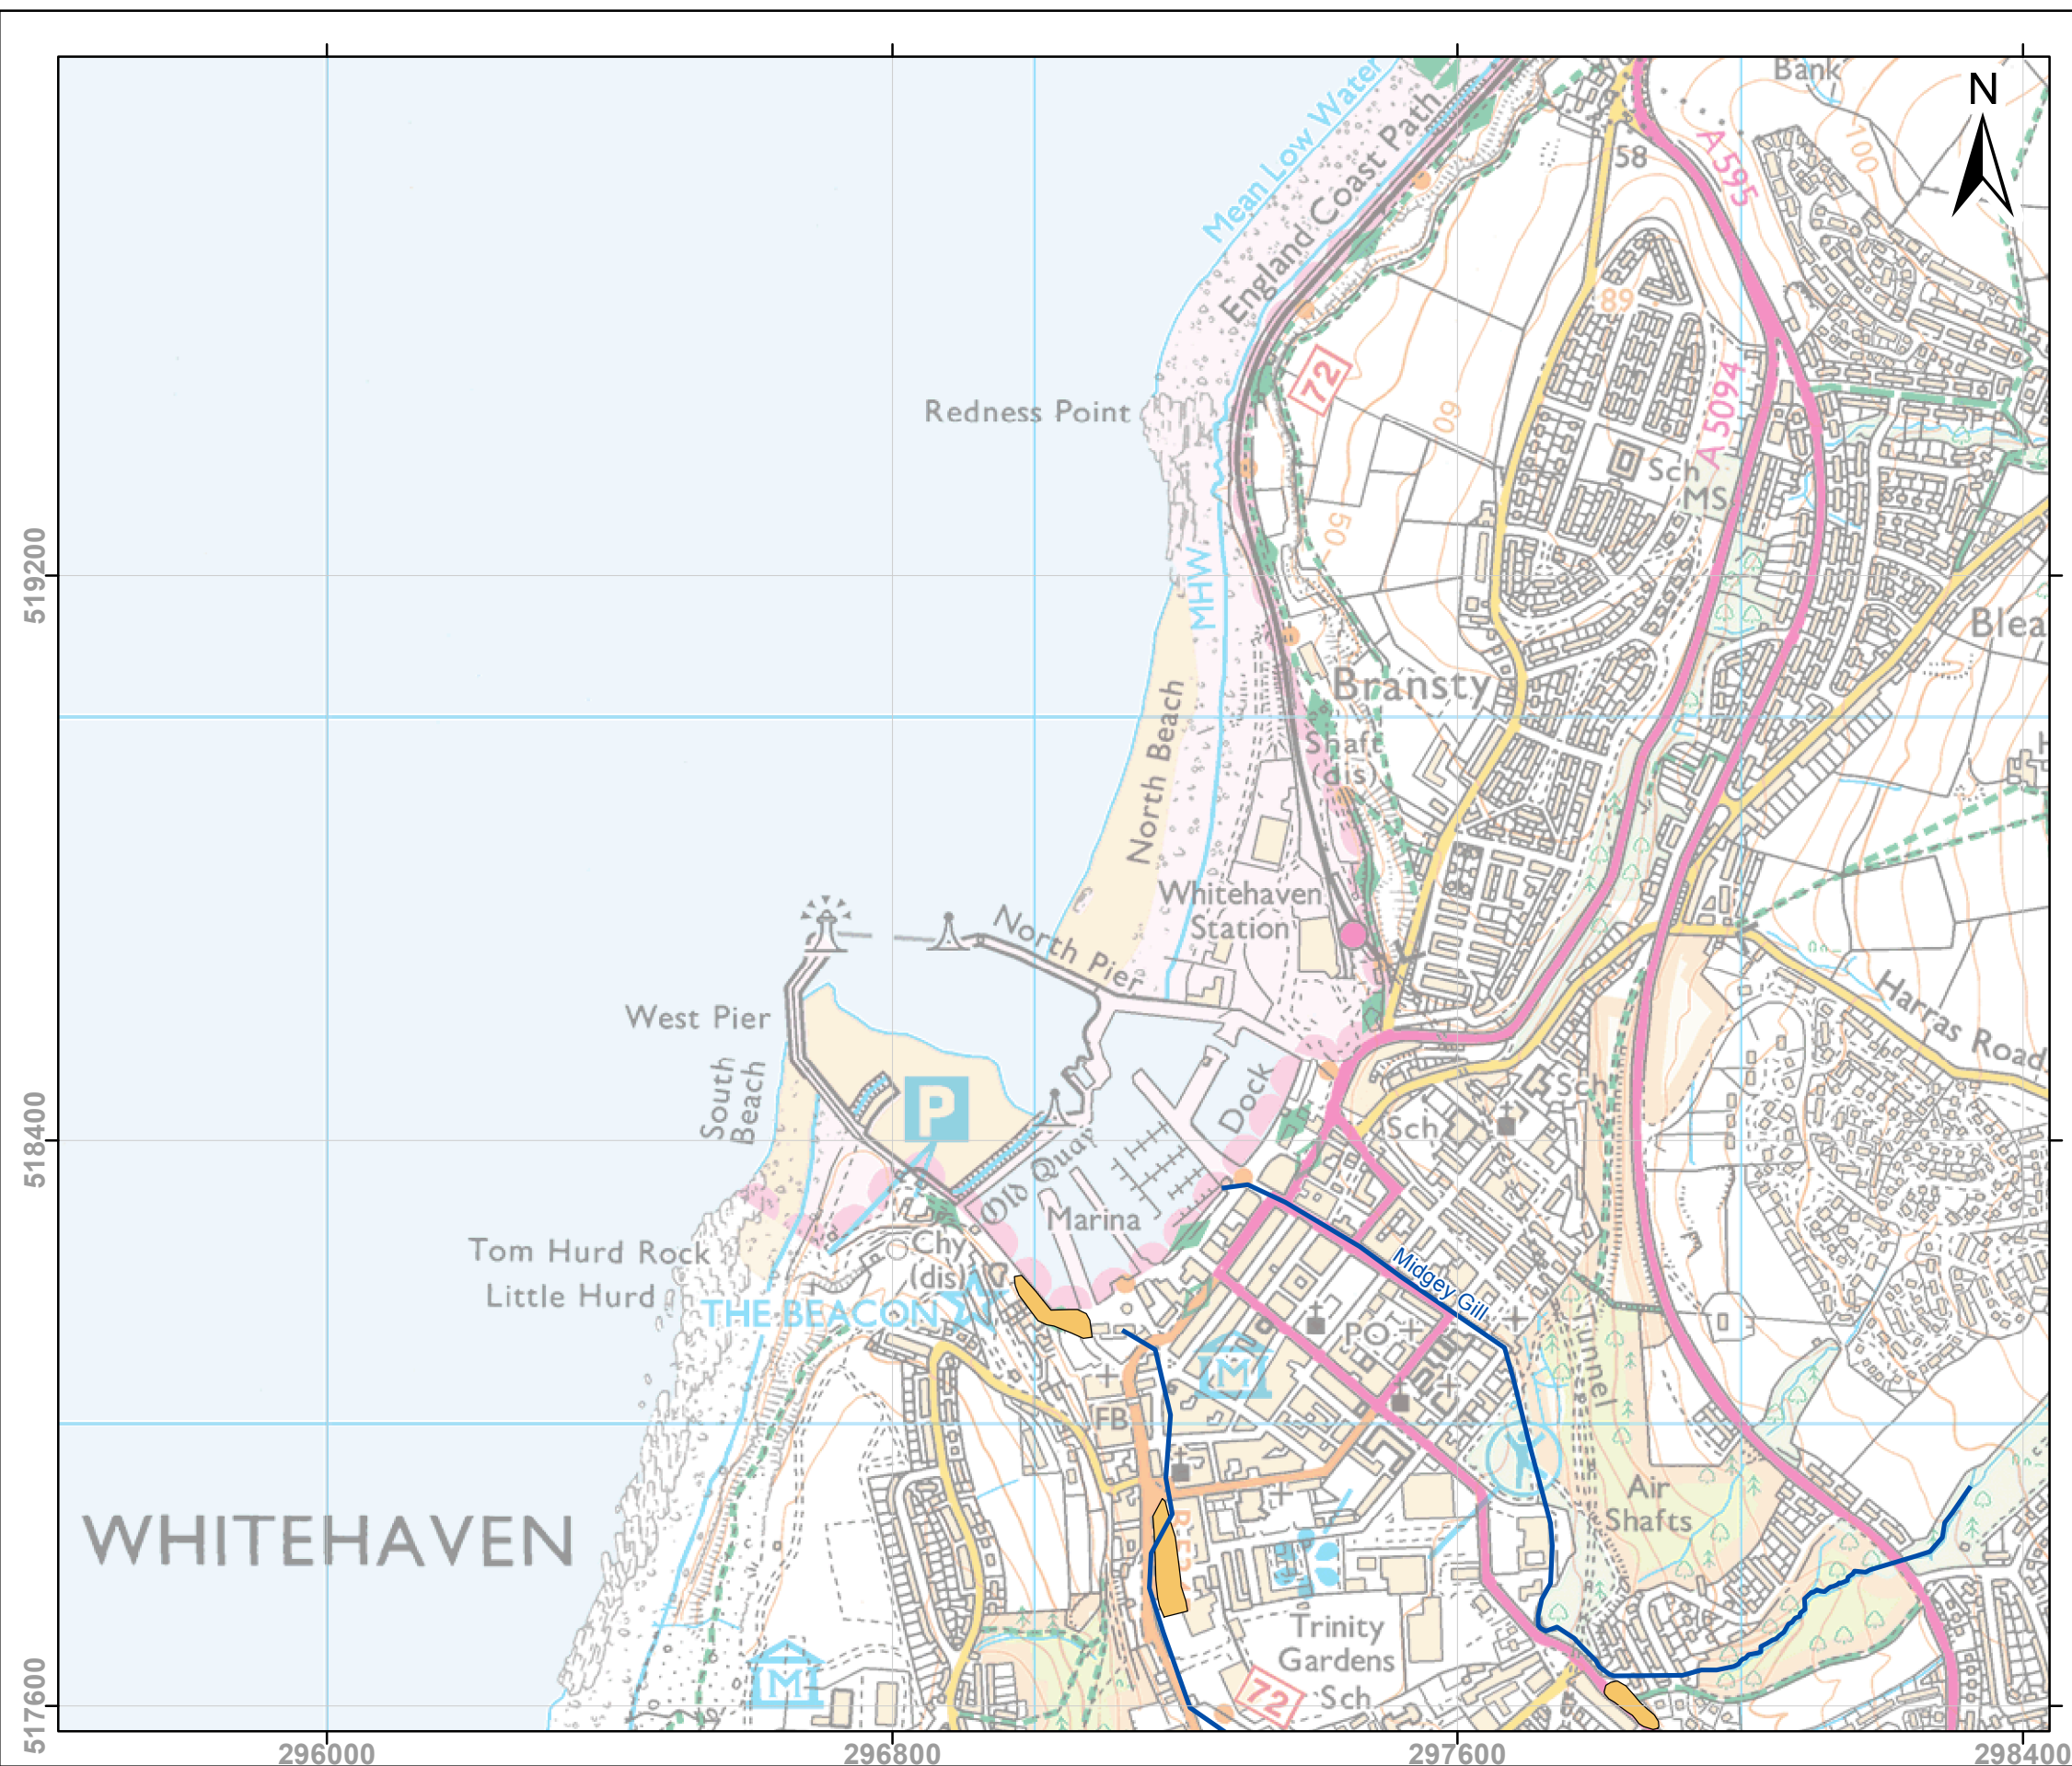 Bank
N
Mean Low Water
England Coast Path
58
A 595
100
89
72
A5094
Redness Point
60
Sch
MS
50
519200
MHW
Blea
Bransty
North Beach
Shaft
(dis)
Whitehaven
Station
North Pier
West Pier
Harras Road
South
Beach
P
Dock
Sch
Sch
518400
Old Quay
Marina
Tom Hurd Rock
Little Hurd
Chy
(dis)
THE BEACON
Midgey Gill
PO
Tunnel
M
FB
Air
Shafts
WHITEHAVEN
Trinity
Gardens
Sch
M
72
517600
296000
296800
297600
298400